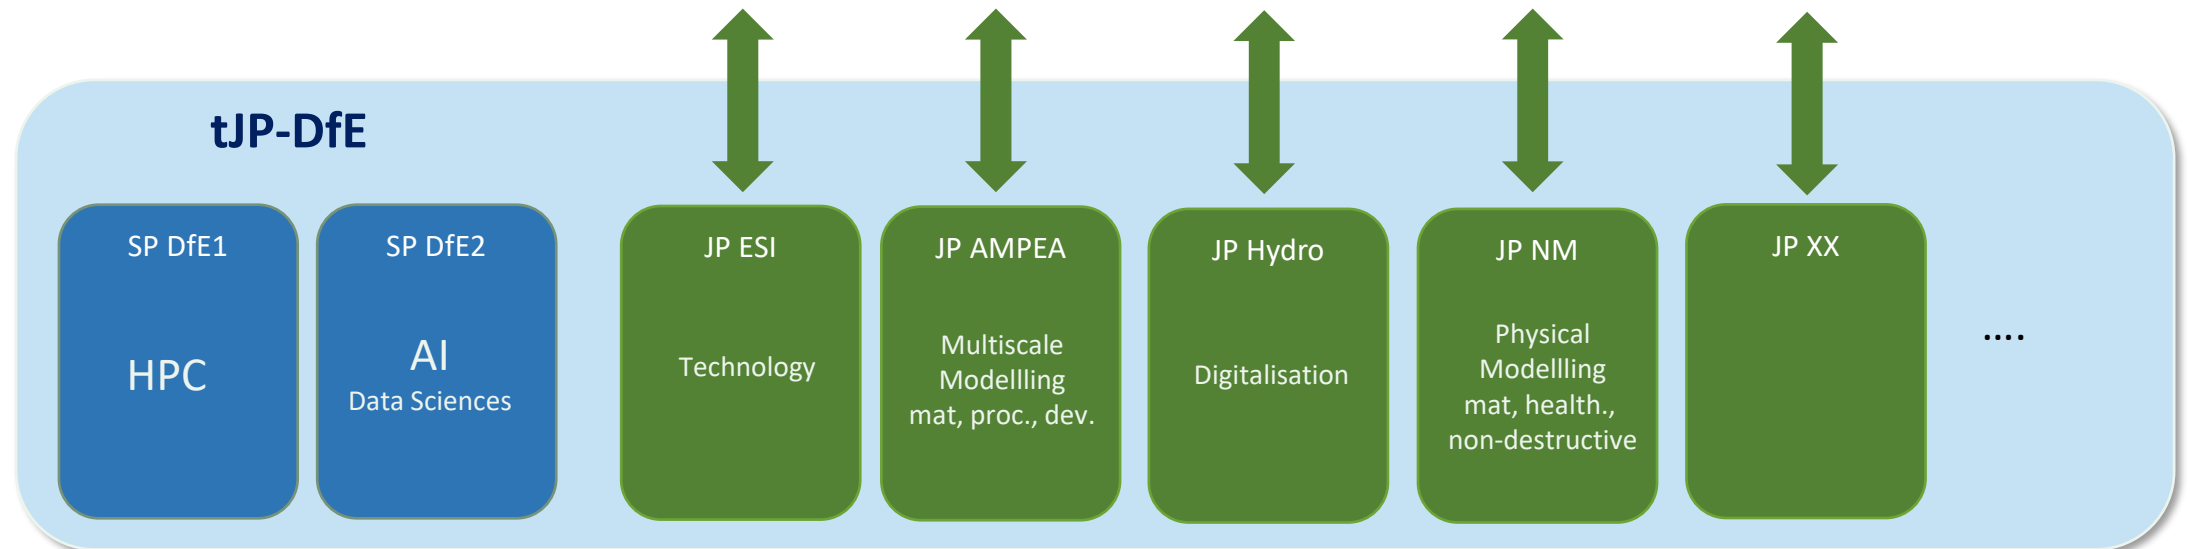 tJP-DfE
SP DfE1
HPC
SP DfE2
AI
Data Sciences
JP ESI
Technology
JP AMPEA
Multiscale
Modellling
mat, proc., dev.
JP Hydro
Digitalisation
JP NM
Physical
Modellling
mat, health.,
non-destructive
JP XX
....